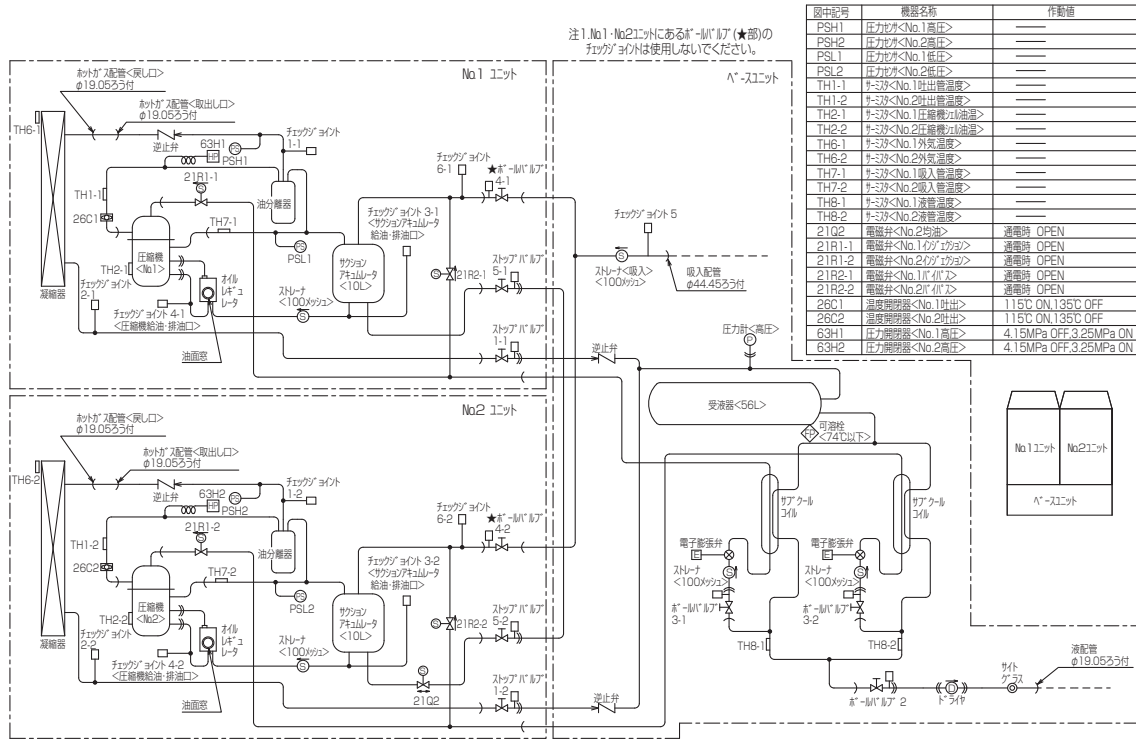 注1.No.1·No.2ユニットにあるボールバルブ(★部)の
チェックジョイントは使用しないでください。
図中記号 機器名称 作動値
PSH1 圧力センサ<No.1高圧> ――
PSH2 圧力センサ<No.2高圧> ――
PSL1 圧力センサ<No.1低圧> ――
PSL2 圧力センサ<No.2低圧> ――
TH1-1 サーミスタ<No.1吐出管温度> ――
TH1-2 サーミスタ<No.2吐出管温度> ――
TH2-1 サーミスタ<No.1圧縮機シェル油温> ――
TH2-2 サーミスタ<No.2圧縮機シェル油温> ――
TH6-1 サーミスタ<No.1外気温度> ――
TH6-2 サーミスタ<No.2外気温度> ――
TH7-1 サーミスタ<No.1吸入管温度> ――
TH7-2 サーミスタ<No.2吸入管温度> ――
TH8-1 サーミスタ<No.1液管温度> ――
TH8-2 サーミスタ<No.2液管温度> ――
21Q2 電磁弁<No.2均油> 通電時 OPEN
21R1-1 電磁弁<No.1インジェクション> 通電時 OPEN
21R1-2 電磁弁<No.2インジェクション> 通電時 OPEN
21R2-1 電磁弁<No.1バイパス> 通電時 OPEN
21R2-2 電磁弁<No.2バイパス> 通電時 OPEN
26C1 温度開閉器<No.1吐出> 115℃ ON,135℃ OFF
26C2 温度開閉器<No.2吐出> 115℃ ON,135℃ OFF
63H1 圧力開閉器<No.1高圧> 4.15MPa OFF,3.25MPa ON
63H2 圧力開閉器<No.2高圧> 4.15MPa OFF,3.25MPa ON
No.1 ユニット
ホットガス配管<戻し口>
φ19.05ろう付
ホットガス配管<取出し口>
φ19.05ろう付
TH6-1
逆止弁
63H1
HP
PS
PSH1
チェックジョイント
1-1
21R1-1
S
油分離器
TH1-1
26C1
TH7-1
圧縮機
<No.1>
PS
PSL1
TH2-1
凝縮器
チェックジョイント
2-1
チェックジョイント 4-1
<圧縮機給油·排油口>
オイル
レギュ
レータ
油面窓
ストレーナ
<100メッシュ>
S
チェックジョイント 3-1
<サクションアキュムレータ
給油·排油口>
サクション
アキュムレータ
<10L>
チェックジョイント
6-1
★ボールバルブ
4-1
S
21R2-1
ストップバルブ
5-1
ストップバルブ
1-1
No.2 ユニット
ホットガス配管<戻し口>
φ19.05ろう付
ホットガス配管<取出し口>
φ19.05ろう付
TH6-2
逆止弁
63H2
HP
PS
PSH2
チェックジョイント
1-2
21R1-2
S
油分離器
TH1-2
26C2
TH7-2
圧縮機
<No.2>
PS
PSL2
TH2-2
凝縮器
チェックジョイント
2-2
チェックジョイント 4-2
<圧縮機給油·排油口>
オイル
レギュ
レータ
油面窓
ストレーナ
<100メッシュ>
S
チェックジョイント 3-2
<サクションアキュムレータ
給油·排油口>
サクション
アキュムレータ
<10L>
チェックジョイント
6-2
★ボールバルブ
4-2
S
21R2-2
ストップバルブ
5-2
S
21Q2
ストップバルブ
1-2
ベースユニット
チェックジョイント 5
S
ストレーナ<吸入>
<100メッシュ>
吸入配管
φ44.45ろう付
圧力計<高圧>
P
逆止弁
受液器<56L>
FP
可溶栓
<74℃以下>
サブクール
コイル
サブクール
コイル
電子膨張弁
E
ストレーナ
<100メッシュ>
S
ボールバルブ
3-1
電子膨張弁
E
ストレーナ
<100メッシュ>
S
ボールバルブ
3-2
TH8-1
TH8-2
逆止弁
ボールバルブ 2
D
ドライヤ
サイト
グラス
液配管
φ19.05ろう付
No.1ユニット
No.2ユニット
ベースユニット